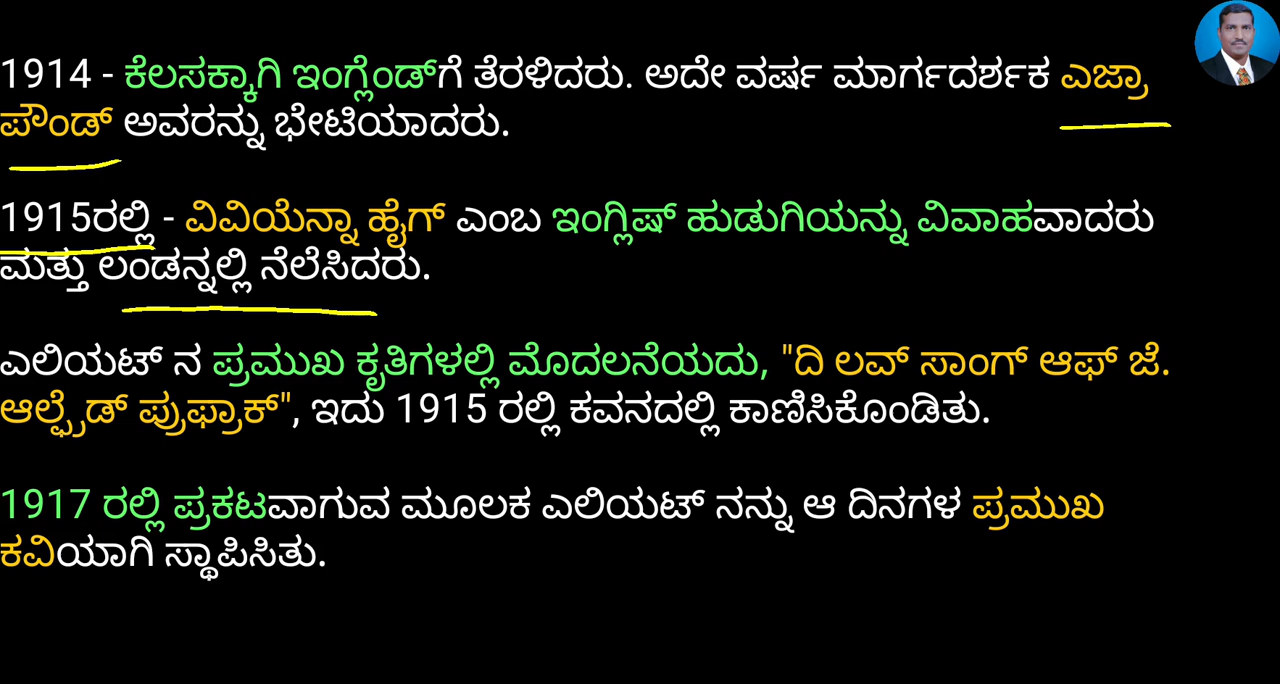 1914 - ಕೆಲಸಕ್ಕಾಗಿ ಇಂಗ್ಲೆಂಡ್‌ಗೆ ತೆರಳಿದರು. ಅದೇ ವರ್ಷ ಮಾರ್ಗದರ್ಶಕ ಎಜ್ರಾ
ಪೌಂಡ್ ಅವರನ್ನು ಭೇಟಿಯಾದರು.
1915ರಲ್ಲಿ - ವಿವಿಯೆನ್ನಾ ಹೈಗ್ ಎಂಬ ಇಂಗ್ಲಿಷ್ ಹುಡುಗಿಯನ್ನು ವಿವಾಹವಾದರು
ಮತ್ತು ಲಂಡನ್ನಲ್ಲಿ ನೆಲೆಸಿದರು.
ಎಲಿಯಟ್ ನ ಪ್ರಮುಖ ಕೃತಿಗಳಲ್ಲಿ ಮೊದಲನೆಯದು, "ದಿ ಲವ್ ಸಾಂಗ್ ಆಫ್ ಜೆ.
ಆಲ್ಫ್ರೆಡ್ ಪ್ರುಫ್ರಾಕ್", ಇದು 1915 ರಲ್ಲಿ ಕವನದಲ್ಲಿ ಕಾಣಿಸಿಕೊಂಡಿತು.
1917 ರಲ್ಲಿ ಪ್ರಕಟವಾಗುವ ಮೂಲಕ ಎಲಿಯಟ್ ನನ್ನು ಆ ದಿನಗಳ ಪ್ರಮುಖ
ಕವಿಯಾಗಿ ಸ್ಥಾಪಿಸಿತು.